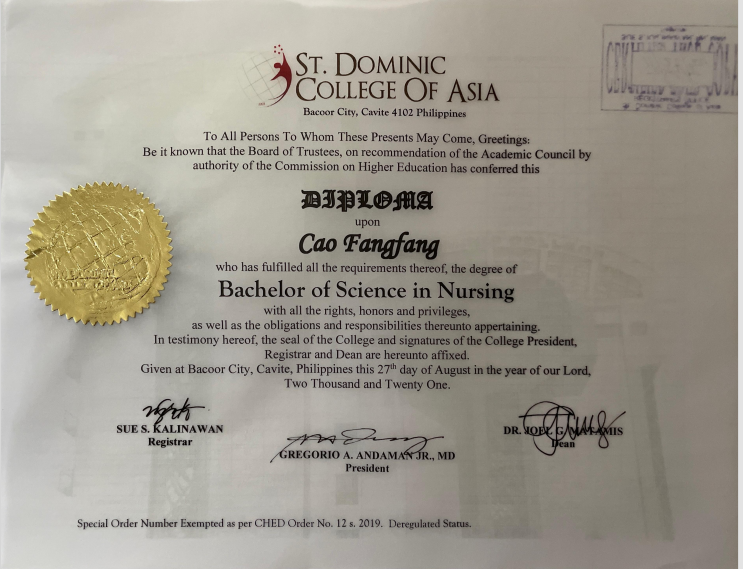 ST. DOMINIC
COLLEGE OF ASIA
Bacoor City, Cavite 4102 Philippines
To All Persons To Whom These Presents May Come, Greetings:
Be it known that the Board of Trustees, on recommendation of the Academic Council by
authority of the Commission on Higher Education has conferred this
DIPLOMA
upon
Cao Fangfang
who has fulfilled all the requirements thereof, the degree of
Bachelor of Science in Nursing
with all the rights, honors and privileges,
as well as the obligations and responsibilities thereunto appertaining.
In testimony hereof, the seal of the College and signatures of the College President,
Registrar and Dean are hereunto affixed.
Given at Bacoor City, Cavite, Philippines this 27th day of August in the year of our Lord,
Two Thousand and Twenty One.
SUE S. KALINAWAN
Registrar
GREGORIO A. ANDAMAN JR., MD
President
DR. JOEL G. MATAMIS
Dean
Special Order Number Exempted as per CHED Order No. 12 s. 2019. Deregulated Status.